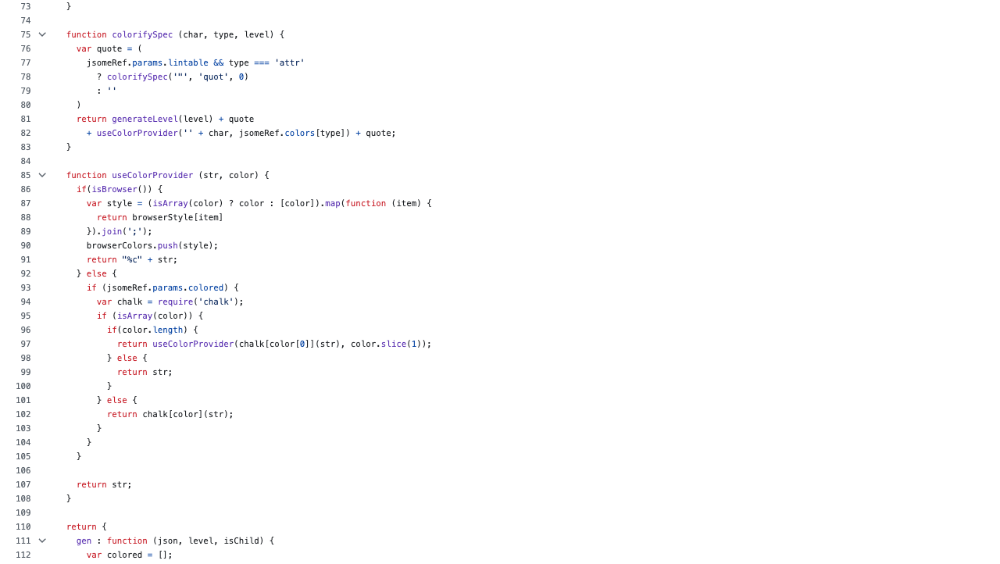 73 }
74
75 function colorifySpec (char, type, level) {
76 var quote = (
77 jsomeRef.params.lintable && type === 'attr'
78 ? colorifySpec('"', 'quot', 0)
79 : ''
80 )
81 return generateLevel(level) + quote
82 + useColorProvider('' + char, jsomeRef.colors[type]) + quote;
83 }
84
85 function useColorProvider (str, color) {
86 if(isBrowser()) {
87 var style = (isArray(color) ? color : [color]).map(function (item) {
88 return browserStyle[item]
89 }).join(';');
90 browserColors.push(style);
91 return "%c" + str;
92 } else {
93 if (jsomeRef.params.colored) {
94 var chalk = require('chalk');
95 if (isArray(color)) {
96 if(color.length) {
97 return useColorProvider(chalk[color[0]](str), color.slice(1));
98 } else {
99 return str;
100 }
101 } else {
102 return chalk[color](str);
103 }
104 }
105 }
106
107 return str;
108 }
109
110 return {
111 gen : function (json, level, isChild) {
112 var colored = [];